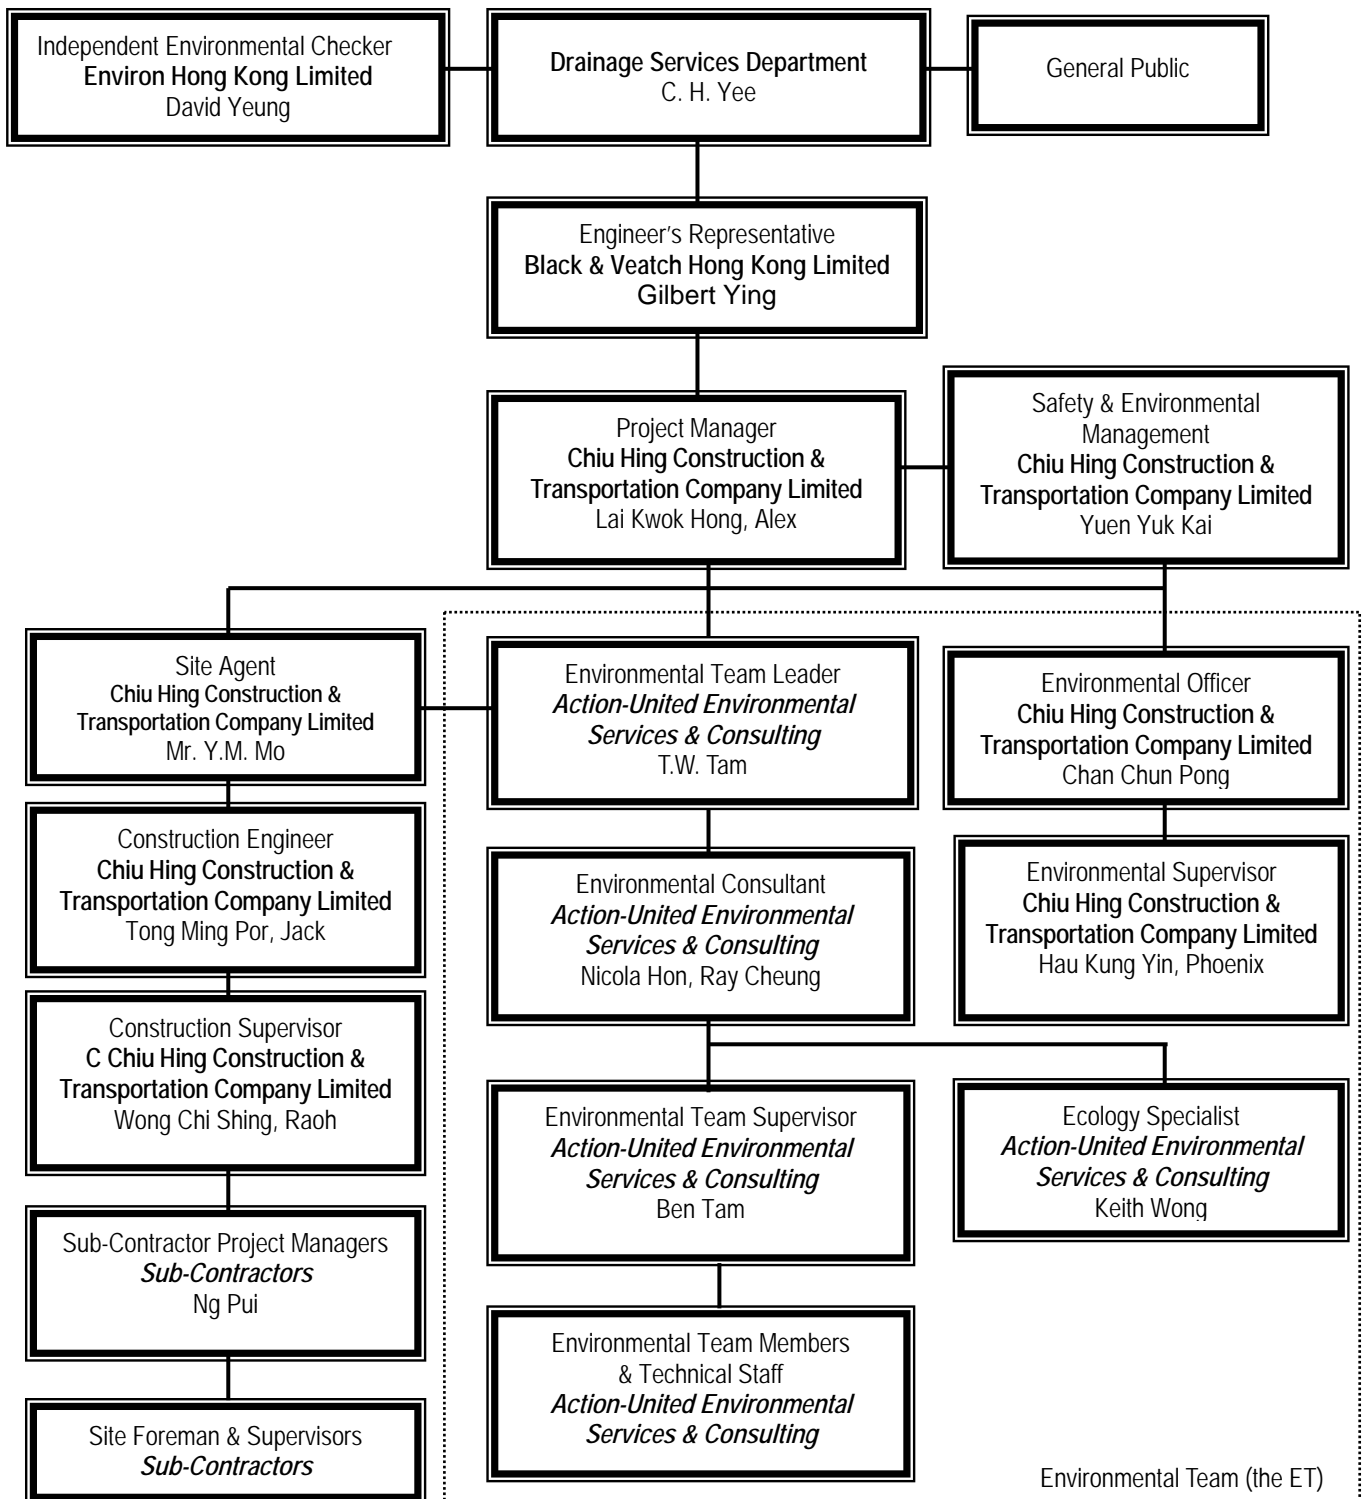 Independent Environmental Checker
Environ Hong Kong Limited
David Yeung
Drainage Services Department
C. H. Yee
General Public
Engineer's Representative
Black & Veatch Hong Kong Limited
Gilbert Ying
Project Manager
Chiu Hing Construction &
Transportation Company Limited
Lai Kwok Hong, Alex
Safety & Environmental
Management
Chiu Hing Construction &
Transportation Company Limited
Yuen Yuk Kai
Site Agent
Chiu Hing Construction &
Transportation Company Limited
Mr. Y.M. Mo
Environmental Team Leader
Action-United Environmental
Services & Consulting
T.W. Tam
Environmental Officer
Chiu Hing Construction &
Transportation Company Limited
Chan Chun Pong
Construction Engineer
Chiu Hing Construction &
Transportation Company Limited
Tong Ming Por, Jack
Environmental Consultant
Action-United Environmental
Services & Consulting
Nicola Hon, Ray Cheung
Environmental Supervisor
Chiu Hing Construction &
Transportation Company Limited
Hau Kung Yin, Phoenix
Construction Supervisor
C Chiu Hing Construction &
Transportation Company Limited
Wong Chi Shing, Raoh
Environmental Team Supervisor
Action-United Environmental
Services & Consulting
Ben Tam
Ecology Specialist
Action-United Environmental
Services & Consulting
Keith Wong
Sub-Contractor Project Managers
Sub-Contractors
Ng Pui
Environmental Team Members
& Technical Staff
Action-United Environmental
Services & Consulting
Site Foreman & Supervisors
Sub-Contractors
Environmental Team (the ET)